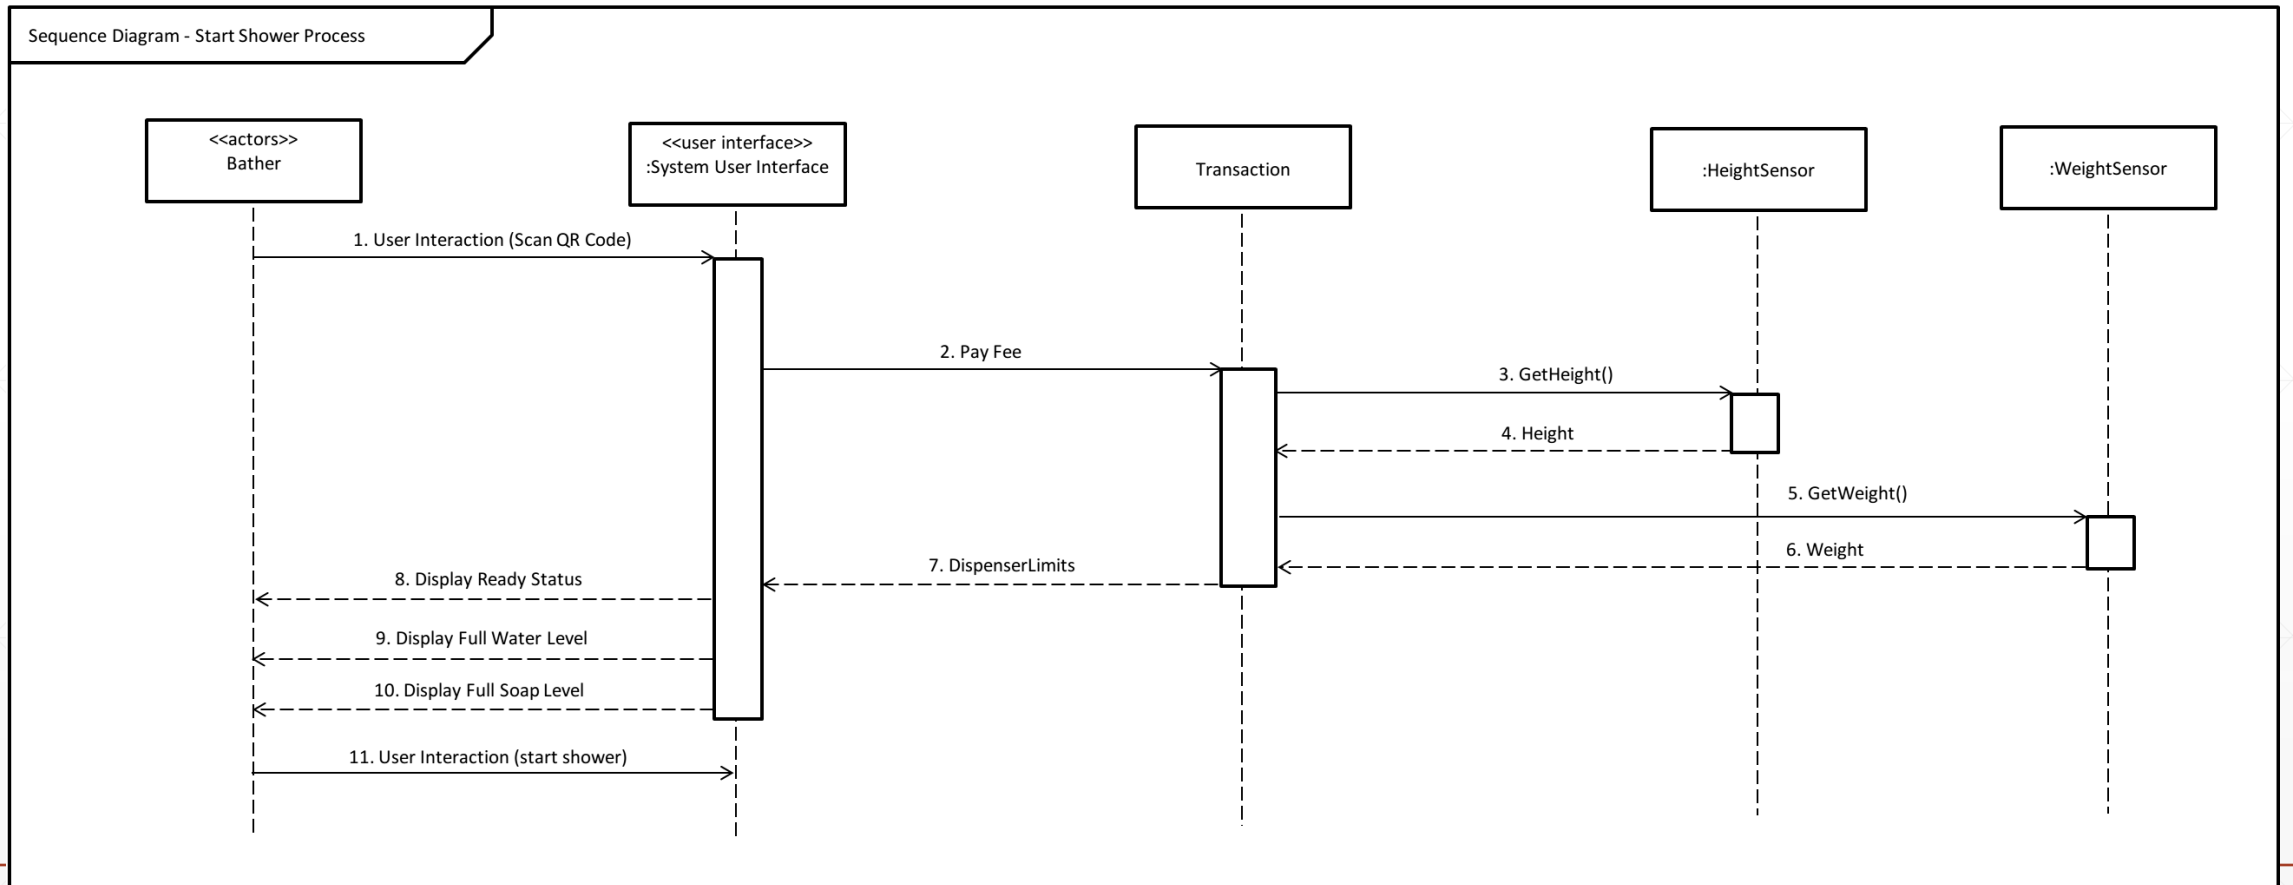 Sequence Diagram - Start Shower Process
<<actors>>
Bather
<<user interface>>
:System User Interface
Transaction
:HeightSensor
:WeightSensor
1. User Interaction (Scan QR Code)
2. Pay Fee
3. GetHeight()
4. Height
5. GetWeight()
6. Weight
7. DispenserLimits
8. Display Ready Status
9. Display Full Water Level
10. Display Full Soap Level
11. User Interaction (start shower)